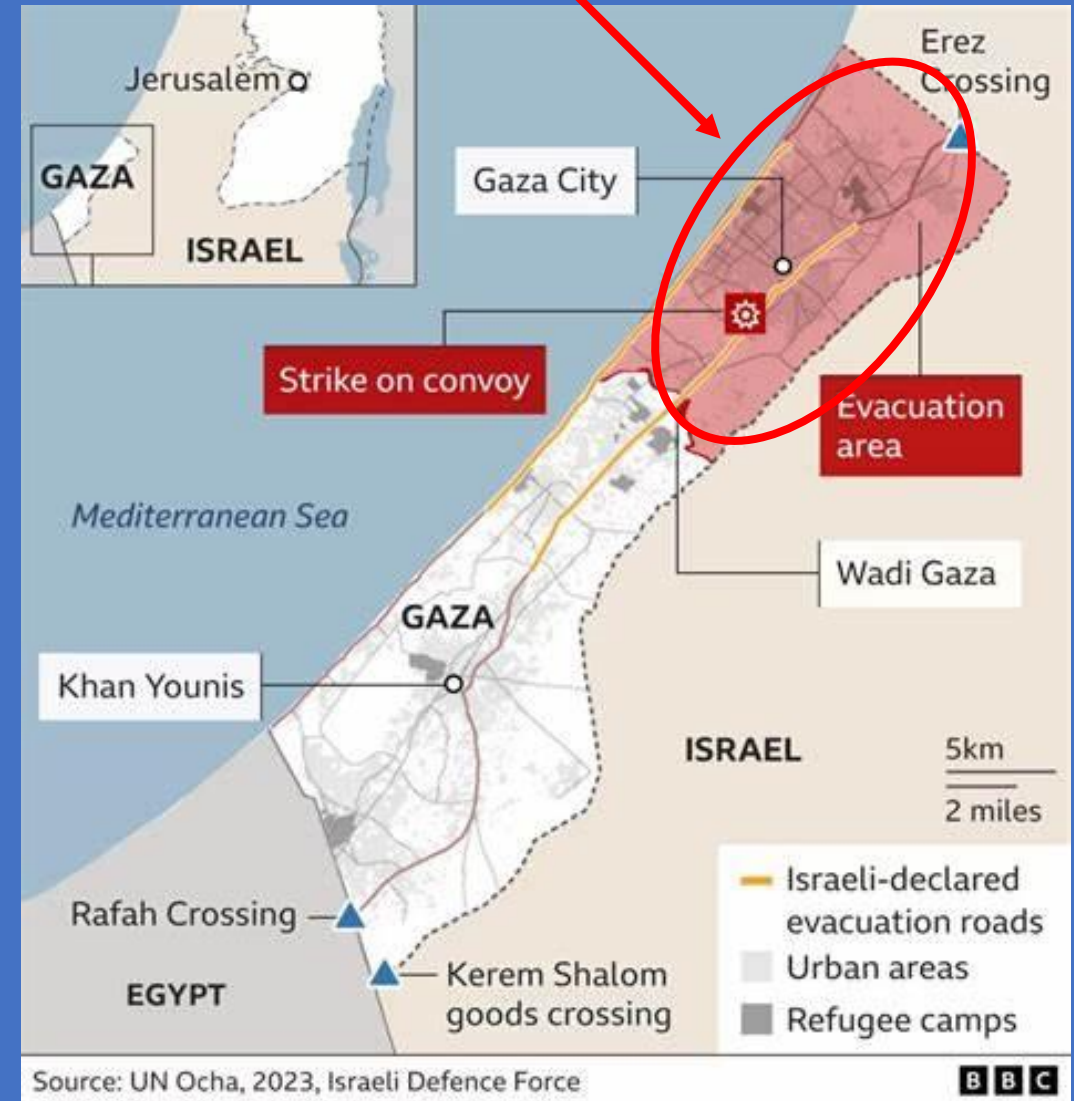 Jerusalem
GAZA
ISRAEL
Erez
Crossing
Gaza City
Strike on convoy
Evacuation
area
Mediterranean Sea
Wadi Gaza
GAZA
Khan Younis
ISRAEL
5km
2 miles
Rafah Crossing
EGYPT
Kerem Shalom
goods crossing
Israeli-declared
evacuation roads
Urban areas
Refugee camps
Source: UN Ocha, 2023, Israeli Defence Force
BBC